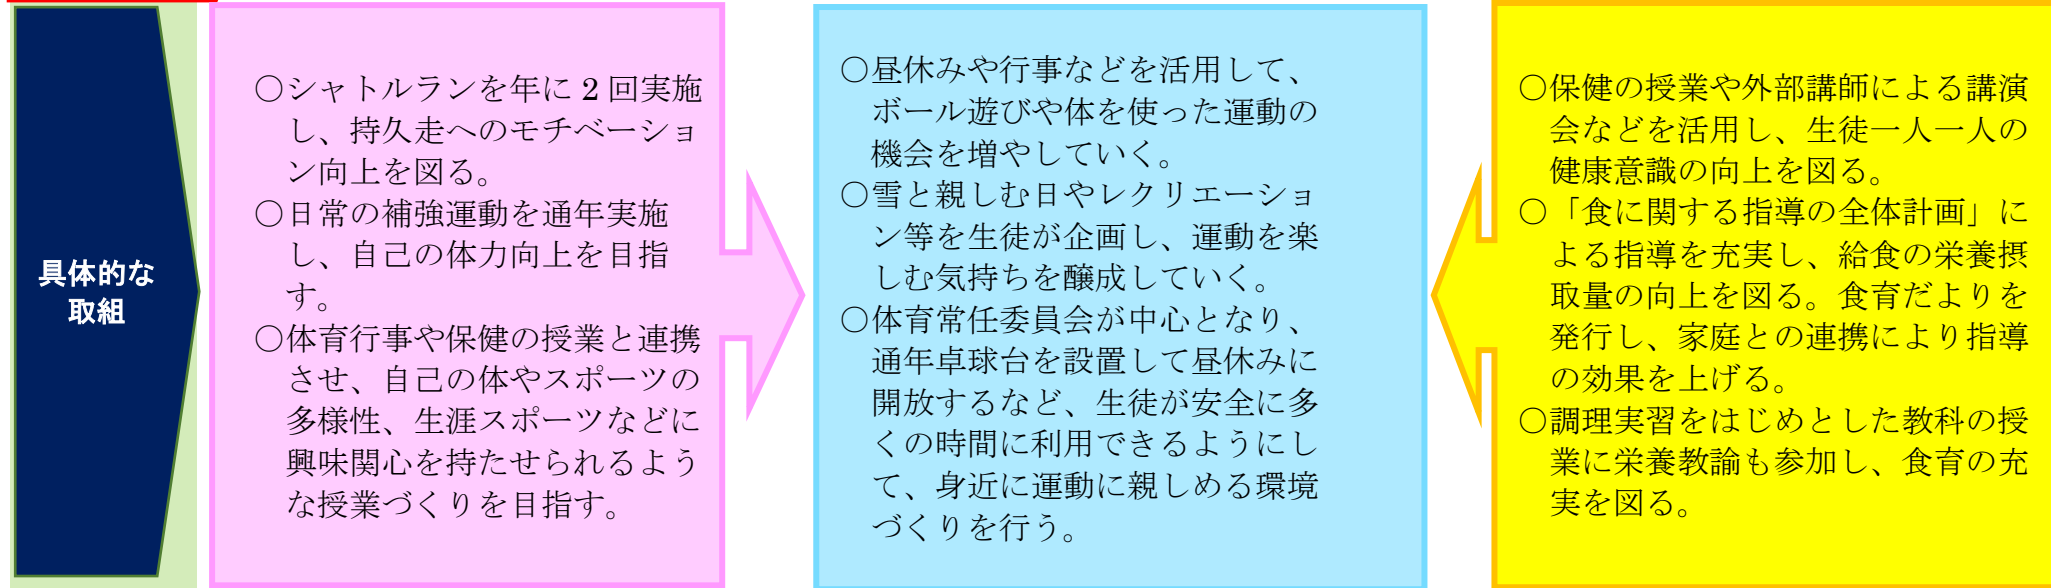 具体的な
取組
○シャトルランを年に 2 回実施
し、持久走へのモチベーショ
ン向上を図る。
○日常の補強運動を通年実施
し、自己の体力向上を目指
す。
○体育行事や保健の授業と連携
させ、自己の体やスポーツの
多様性、生涯スポーツなどに
興味関心を持たせられるよう
な授業づくりを目指す。
○昼休みや行事などを活用して、
ボール遊びや体を使った運動の
機会を増やしていく。
○雪と親しむ日やレクリエーショ
ン等を生徒が企画し、運動を楽
しむ気持ちを醸成していく。
○体育常任委員会が中心となり、
通年卓球台を設置して昼休みに
開放するなど、生徒が安全に多
くの時間に利用できるようにし
て、身近に運動に親しめる環境
づくりを行う。
○保健の授業や外部講師による講演
会などを活用し、生徒一人一人の
健康意識の向上を図る。
○「食に関する指導の全体計画」に
よる指導を充実し、給食の栄養摂
取量の向上を図る。食育だよりを
発行し、家庭との連携により指導
の効果を上げる。
○調理実習をはじめとした教科の授
業に栄養教諭も参加し、食育の充
実を図る。